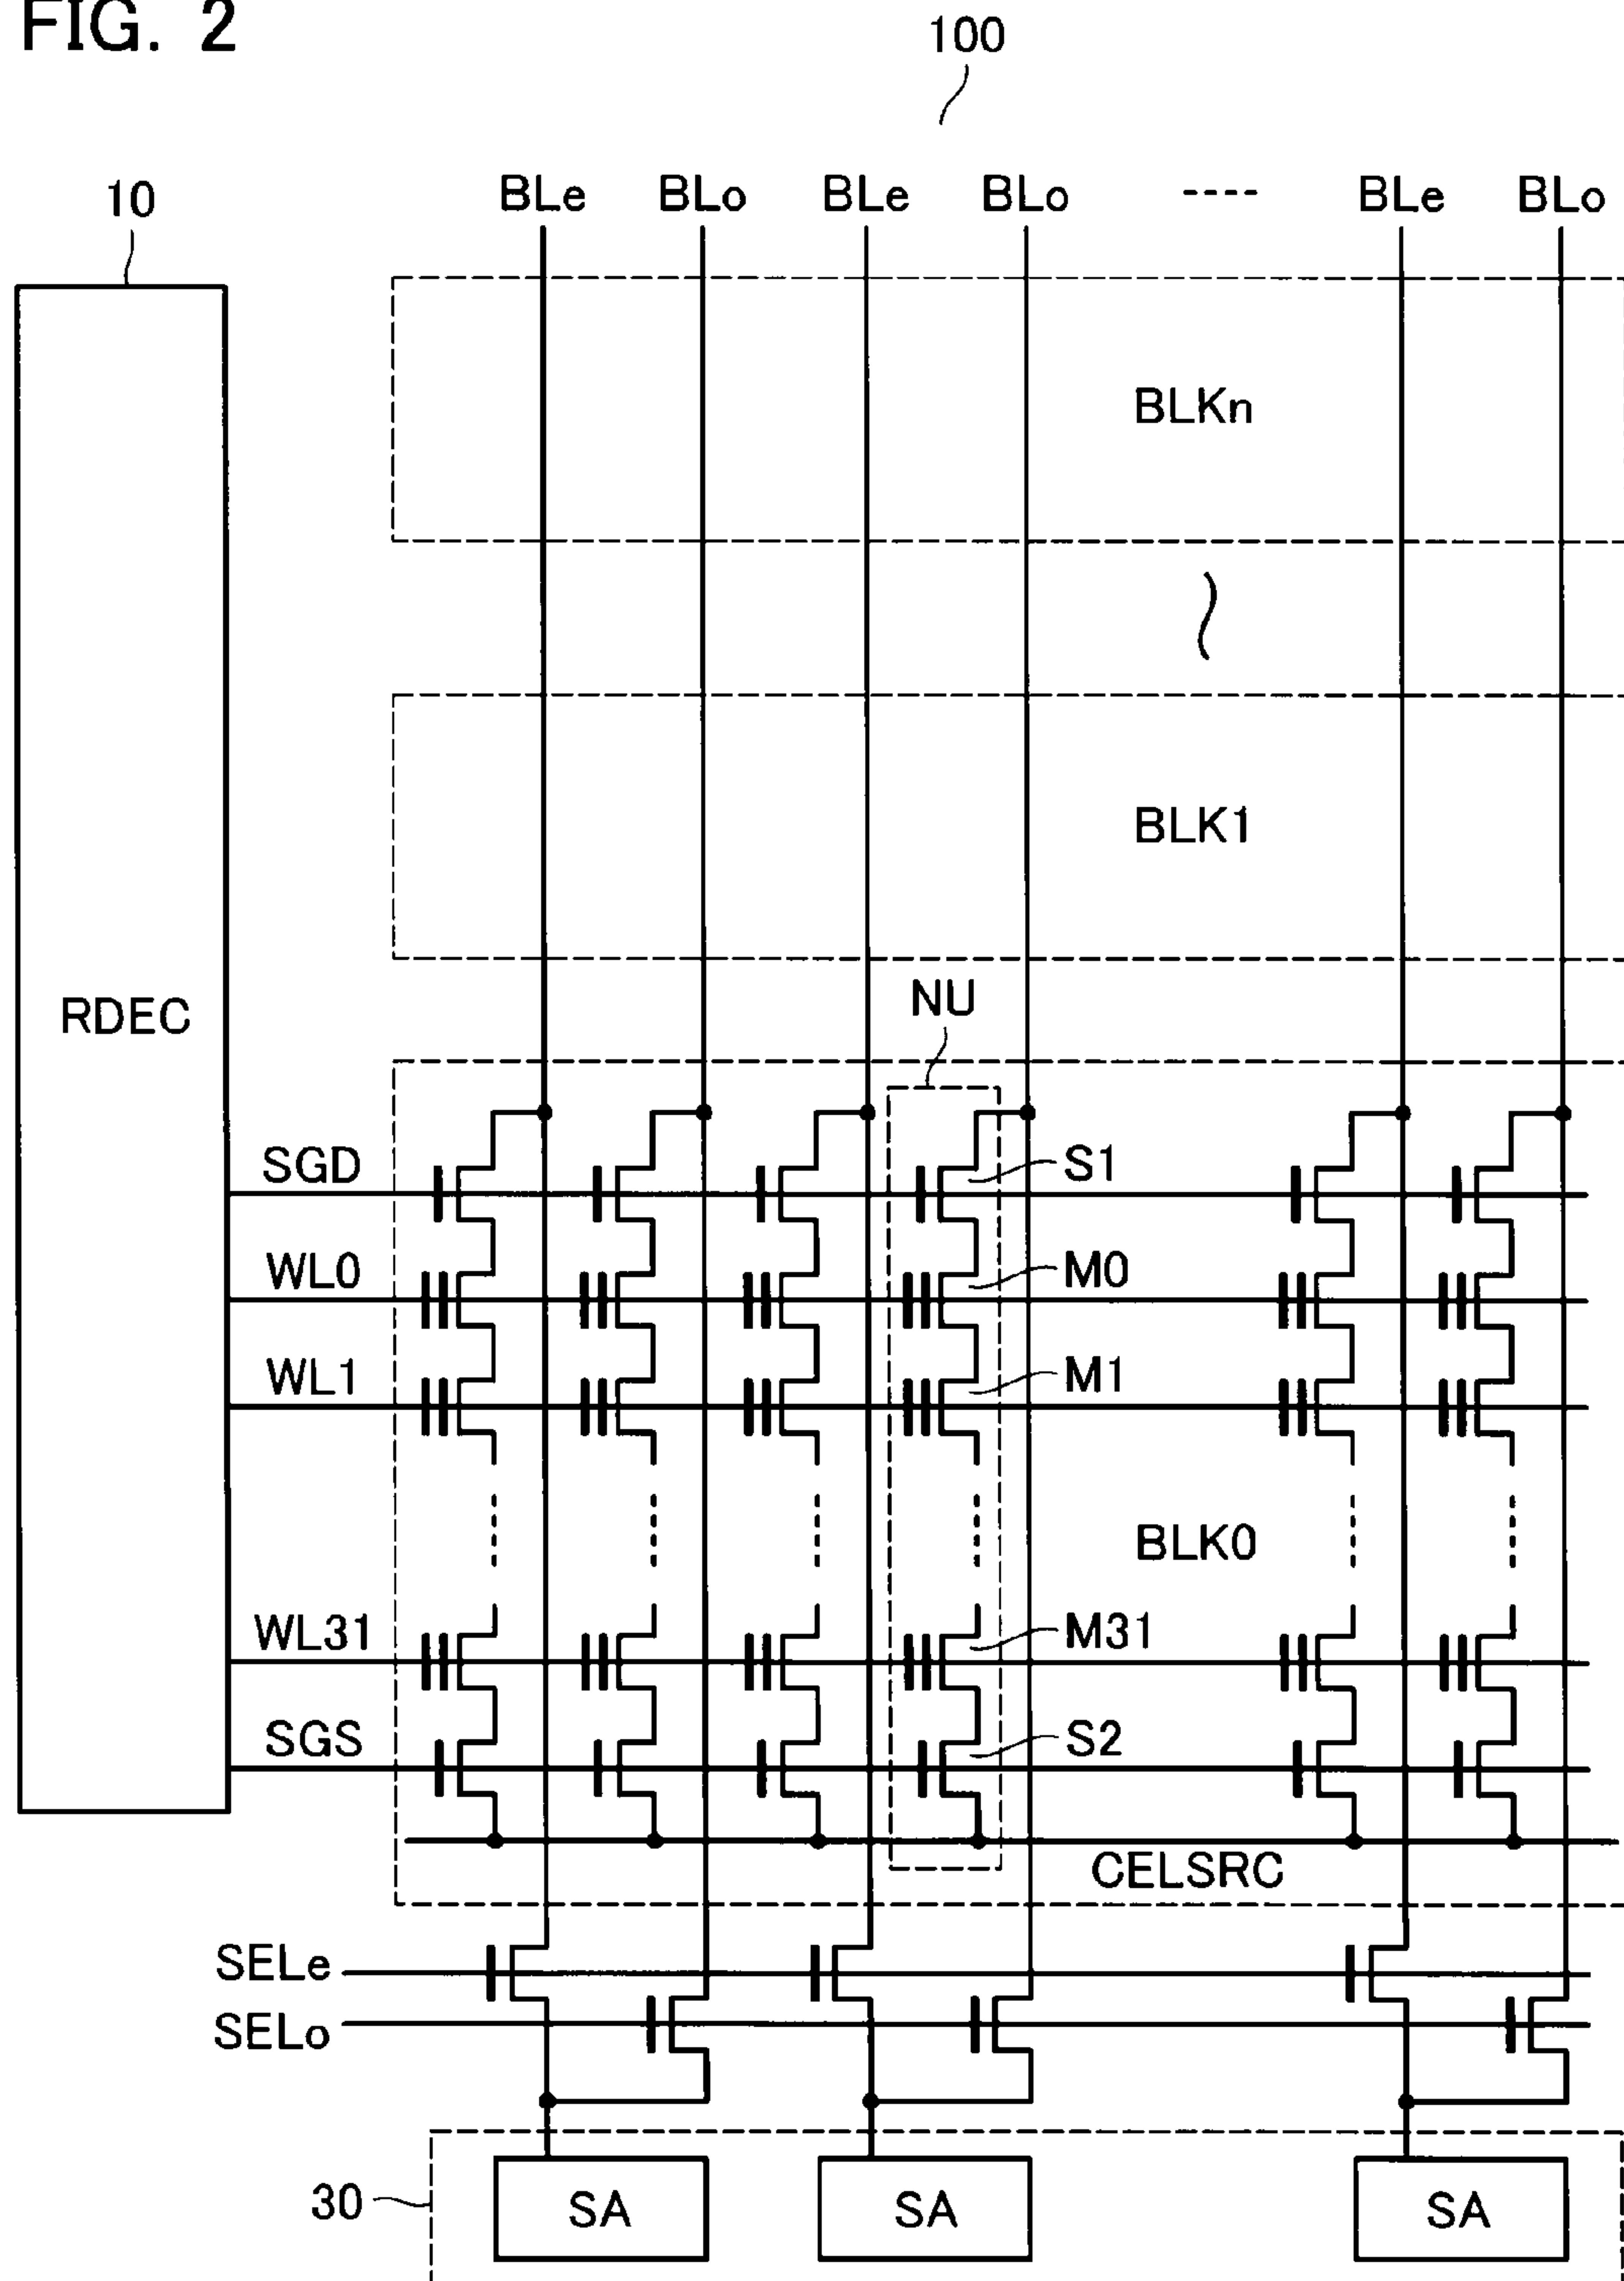 FIG. 2
100
10
BLe BLo BLe BLo ---- BLe BLo
BLKn
BLK1
RDEC
NU
SGD
S1
WL0
M0
WL1
M1
BLK0
WL31
M31
SGS
S2
CELSRC
SELe
SELo
30
SA SA SA